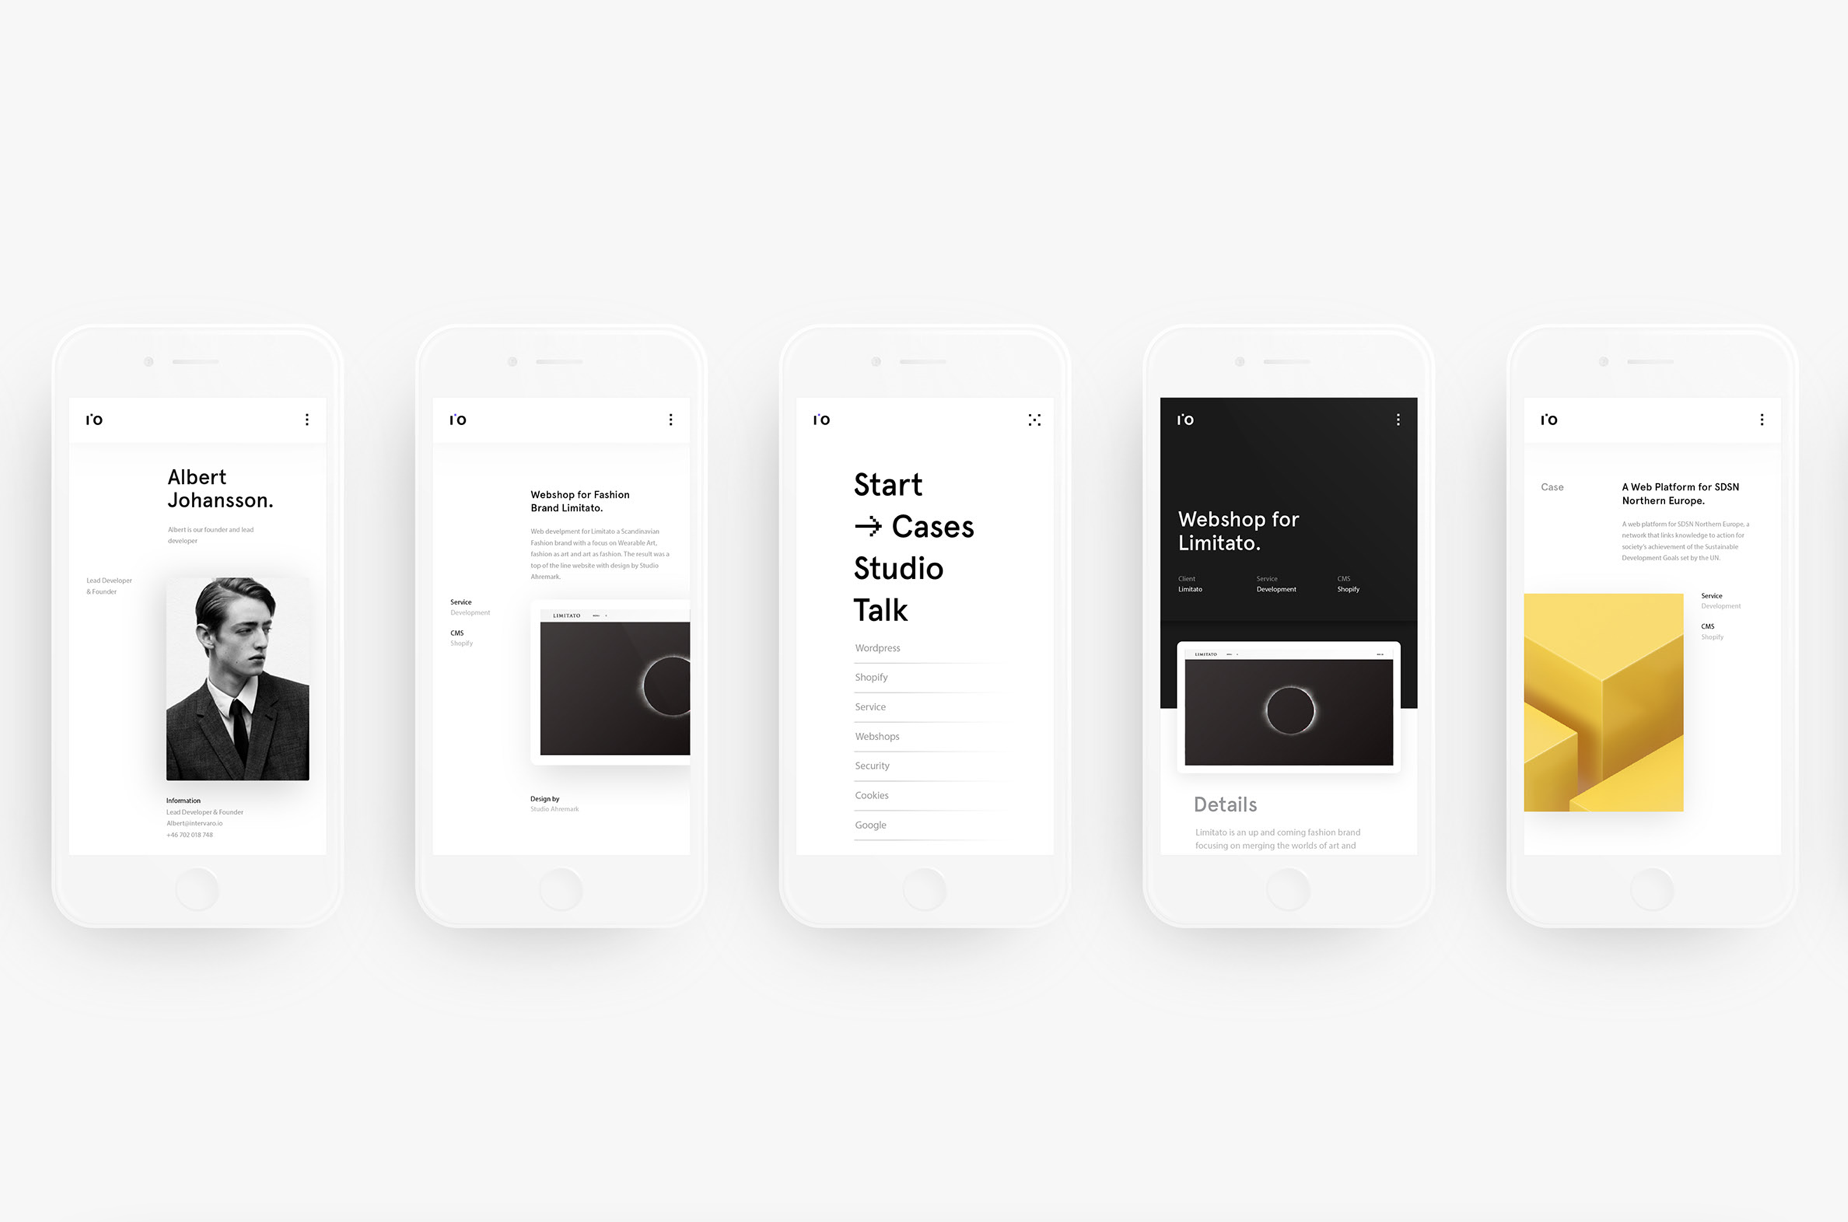 I'O
Albert
Johansson.
Albert is our founder and lead
developer
Lead Developer
& Founder
Information
Lead Developer & Founder
Albert@intervaro.io
+46 702 018 748
I'O
Webshop for Fashion
Brand Limitato.
Web develpment for Limitato a Scandinavian
Fashion brand with a focus on Wearable Art,
fashion as art and art as fashion. The result was a
top of the line website with design by Studio
Ahremark.
Service
Development
CMS
Shopify
LIMITATO
Design by
Studio Ahremark
I'O
Start
→ Cases
Studio
Talk
Wordpress
Shopify
Service
Webshops
Security
Cookies
Google
I'O
Webshop for
Limitato.
Client Service CMS
Limitato Development Shopify
LIMITATO
Details
Limitato is an up and coming fashion brand
focusing on merging the worlds of art and
I'O
Case
A Web Platform for SDSN
Northern Europe.
A web platform for SDSN Northern Europe, a
network that links knowledge to action for
society's achievement of the Sustainable
Development Goals set by the UN.
Service
Development
CMS
Shopify